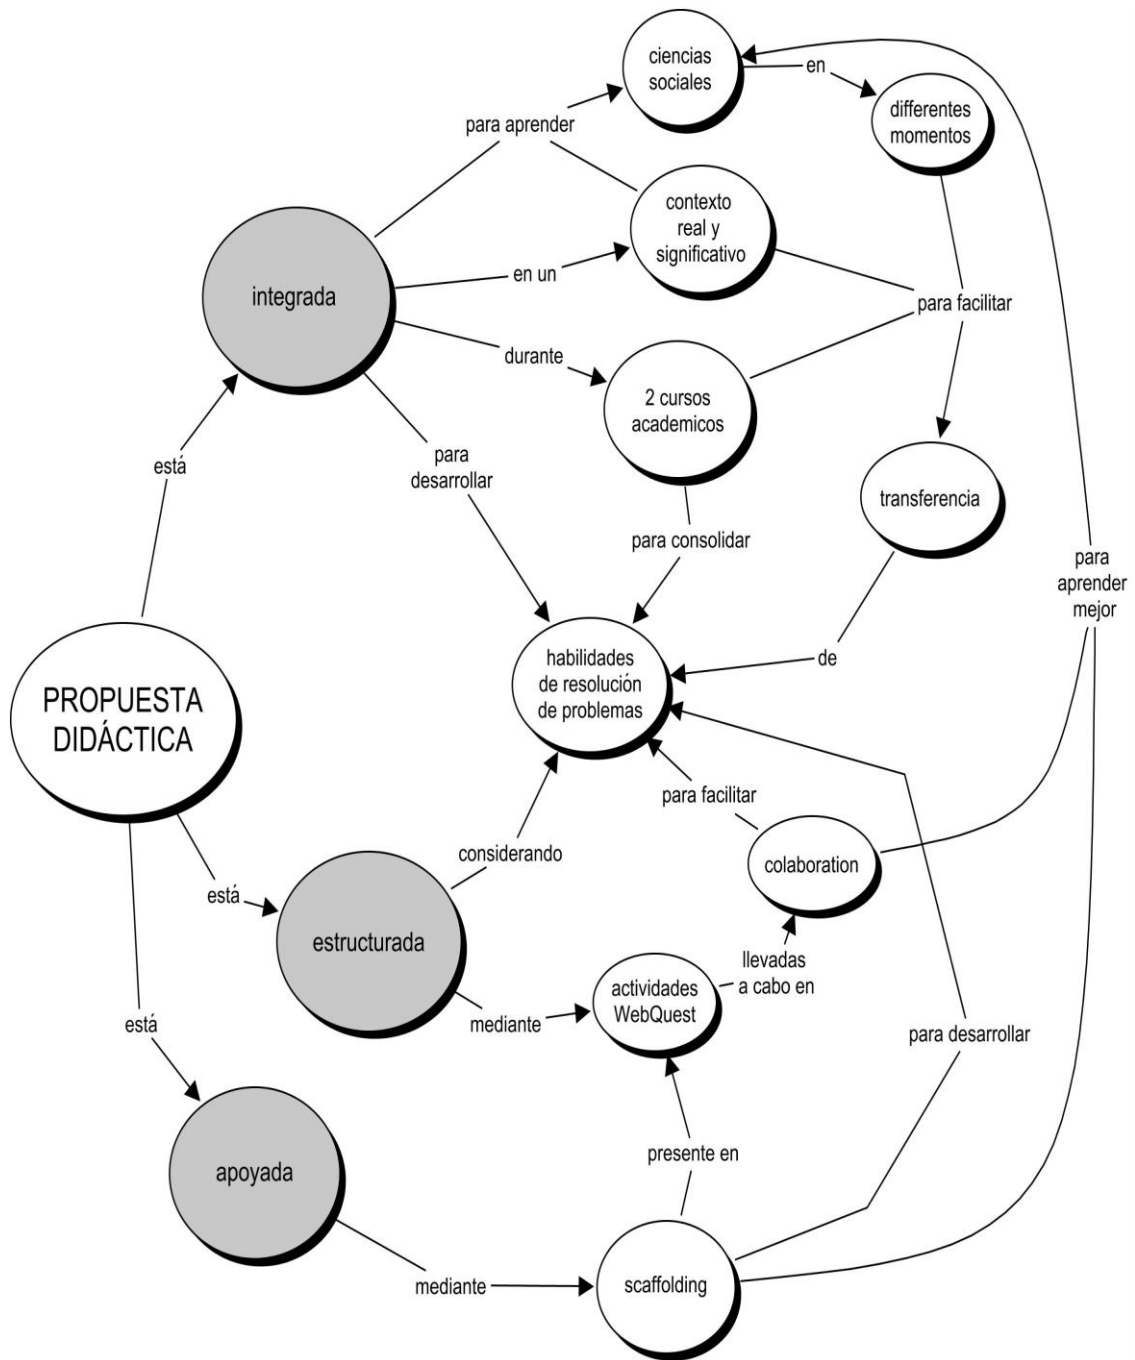 ciencias
sociales
en
differentes
momentos
para aprender
contexto
real y
significativo
integrada
en un
para facilitar
durante
2 cursos
academicos
para
desarrollar
está
transferencia
para consolidar
para
aprender
mejor
habilidades
de resolución
de problemas
de
PROPUESTA
DIDÁCTICA
para facilitar
considerando
colaboration
está
estructurada
llevadas
a cabo en
actividades
WebQuest
mediante
está
para desarrollar
presente en
apoyada
mediante
scaffolding